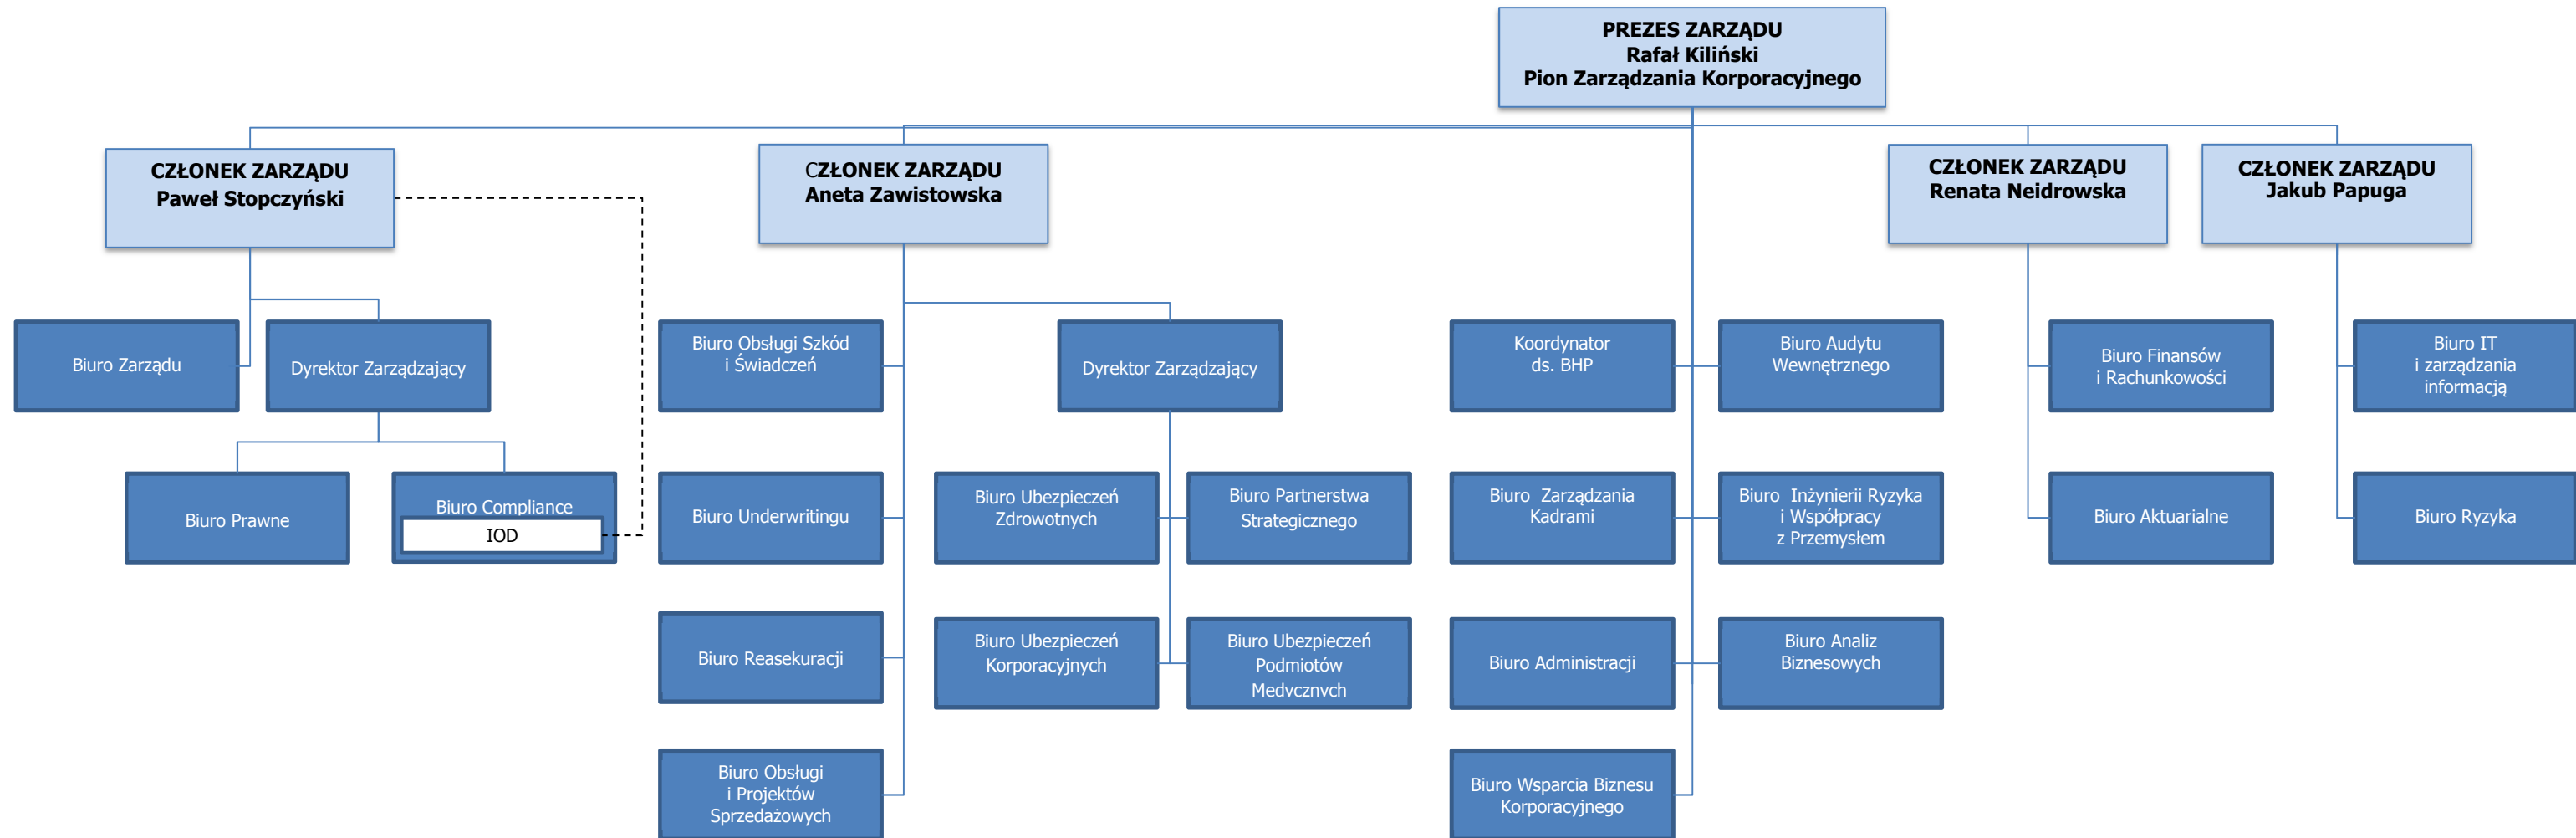 PREZES ZARZĄDU
Rafał Kiliński
Pion Zarządzania Korporacyjnego
CZŁONEK ZARZĄDU
Paweł Stopczyński
CZŁONEK ZARZĄDU
Aneta Zawistowska
CZŁONEK ZARZĄDU
Renata Neidrowska
CZŁONEK ZARZĄDU
Jakub Papuga
Biuro Zarządu
Dyrektor Zarządzający
Biuro Obsługi Szkód
i Świadczeń
Dyrektor Zarządzający
Koordynator
ds. BHP
Biuro Audytu
Wewnętrznego
Biuro Finansów
i Rachunkowości
Biuro IT
i zarządzania
informacją
Biuro Prawne
Biuro Compliance
IOD
Biuro Underwritingu
Biuro Ubezpieczeń
Zdrowotnych
Biuro Partnerstwa
Strategicznego
Biuro Zarządzania
Kadrami
Biuro Inżynierii Ryzyka
i Współpracy
z Przemysłem
Biuro Aktuarialne
Biuro Ryzyka
Biuro Reasekuracji
Biuro Ubezpieczeń
Korporacyjnych
Biuro Ubezpieczeń
Podmiotów
Medycznych
Biuro Administracji
Biuro Analiz
Biznesowych
Biuro Obsługi
i Projektów
Sprzedażowych
Biuro Wsparcia Biznesu
Korporacyjnego